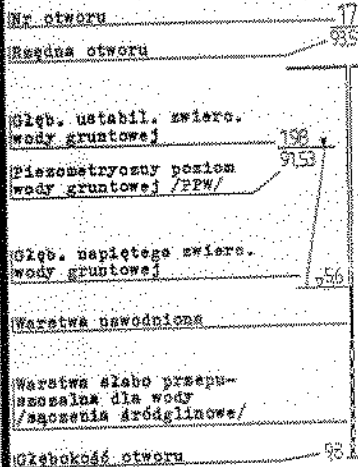 Nr otworu 17
Rzędna otworu
Głęb. ustabil. zwierc.
wody gruntowej 1.98
Piezometryczny poziom 91,53
wody gruntowej /PPW/
Głęb. napiętego zwierc.
wody gruntowej 5.6
Warstwa nawodniona
Warstwa słabo przepu-
szczalna dla wody
/sączenia śródglinowe/
Głębokość otworu